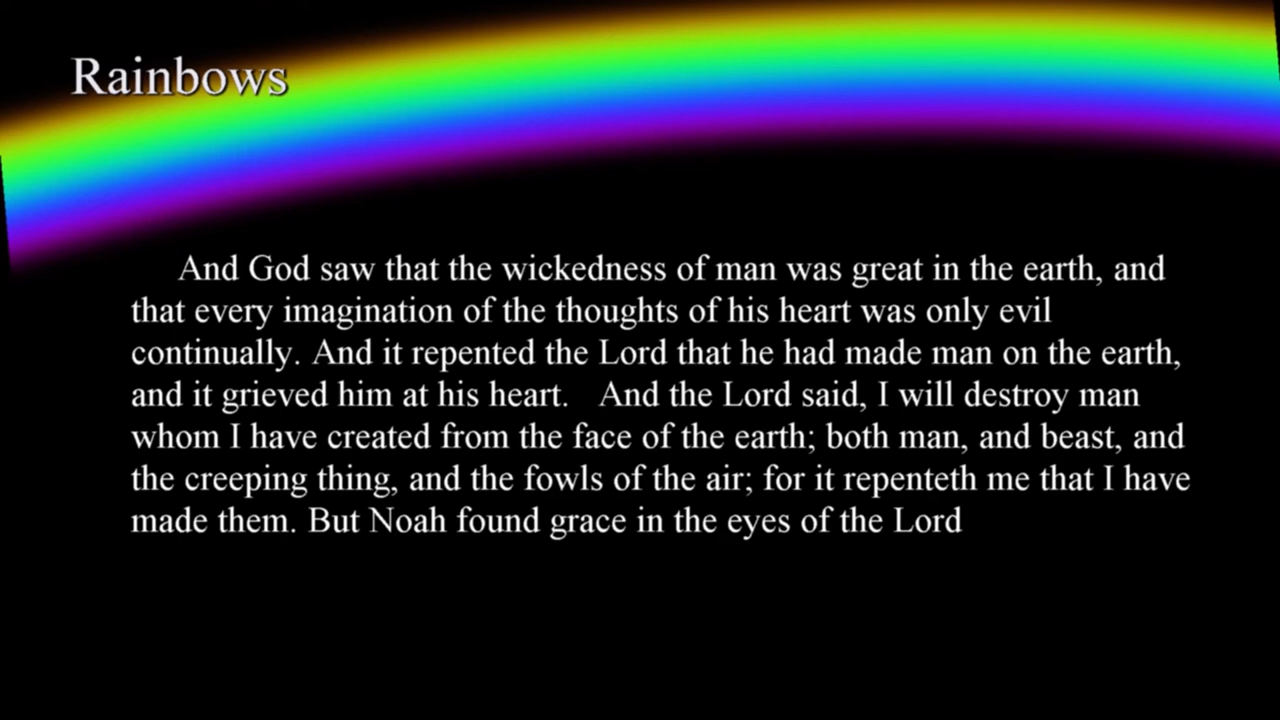 Rainbows
And God saw that the wickedness of man was great in the earth, and
that every imagination of the thoughts of his heart was only evil
continually. And it repented the Lord that he had made man on the earth,
and it grieved him at his heart.   And the Lord said, I will destroy man
whom I have created from the face of the earth; both man, and beast, and
the creeping thing, and the fowls of the air; for it repenteth me that I have
made them. But Noah found grace in the eyes of the Lord